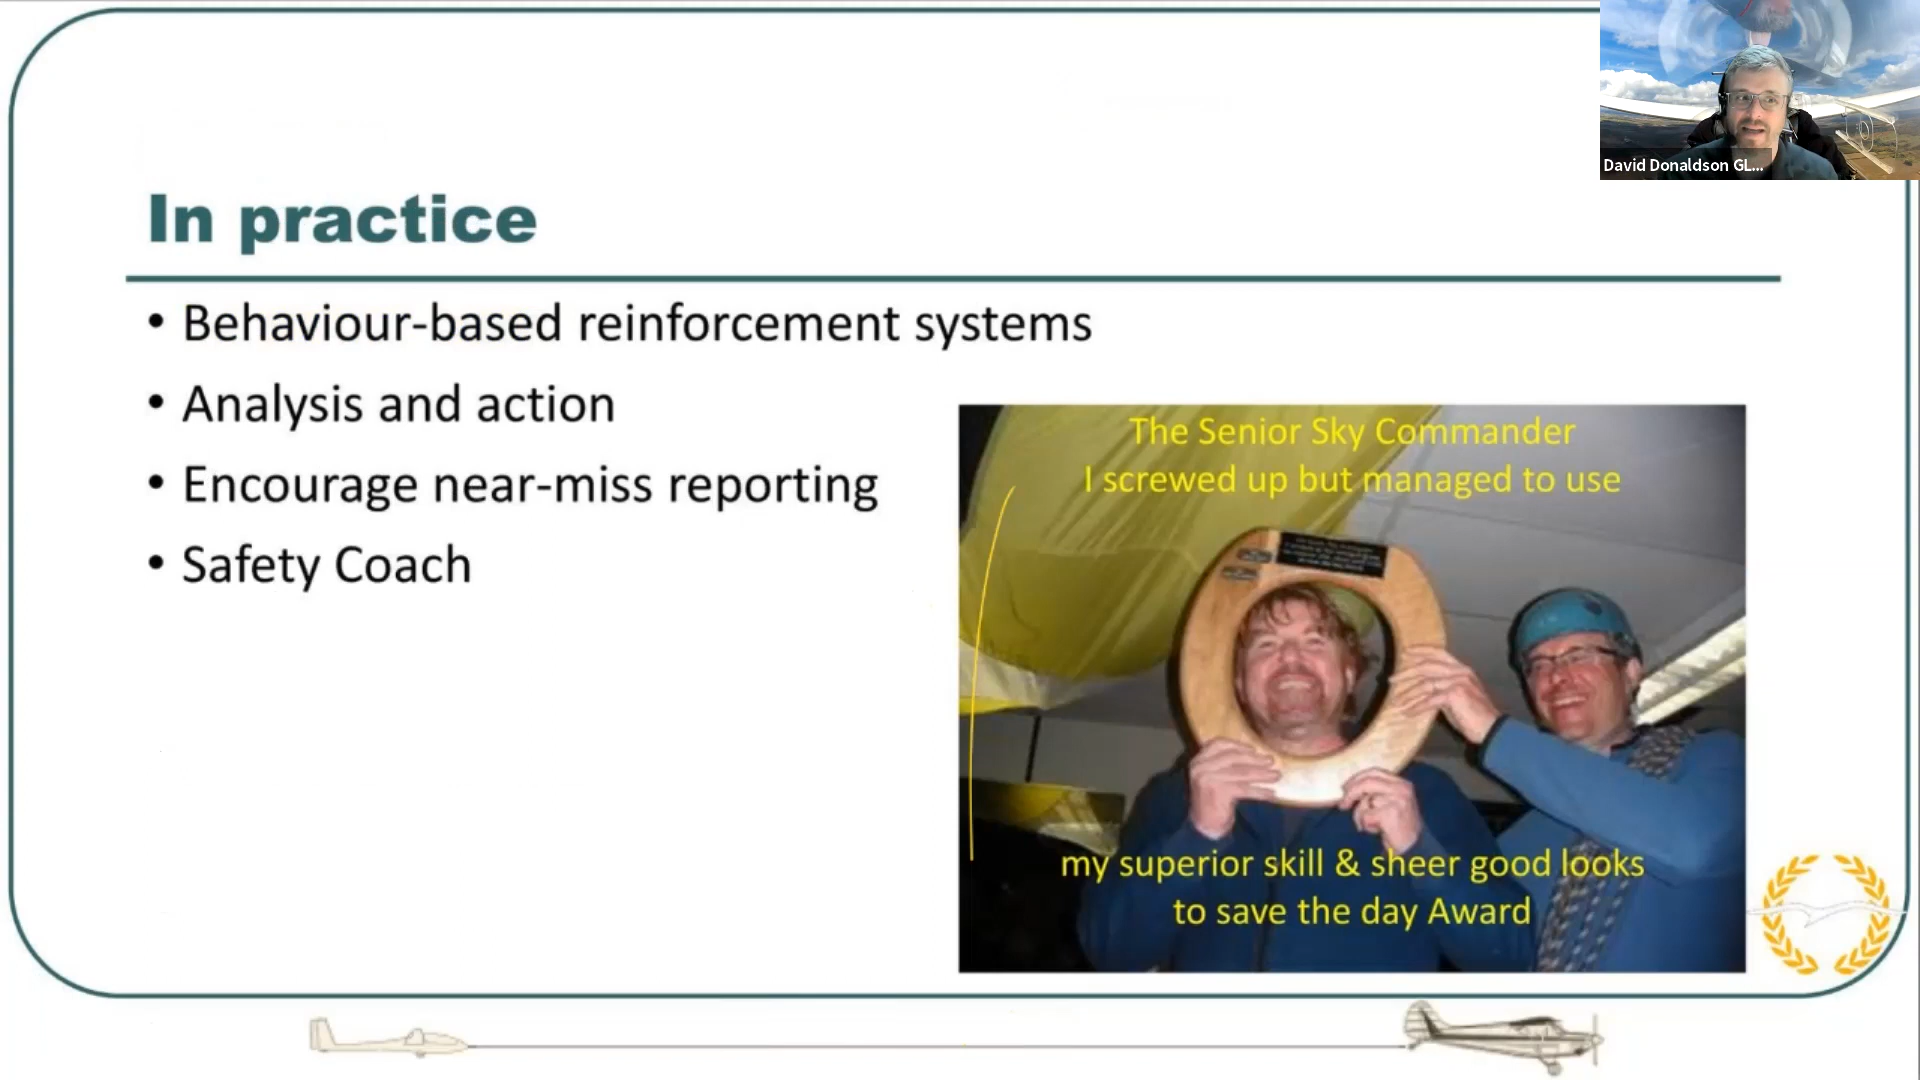 David Donaldson GL...
In practice
• Behaviour-based reinforcement systems
• Analysis and action
• Encourage near-miss reporting
• Safety Coach
The Senior Sky Commander
I screwed up but managed to use
my superior skill & sheer good looks
to save the day Award